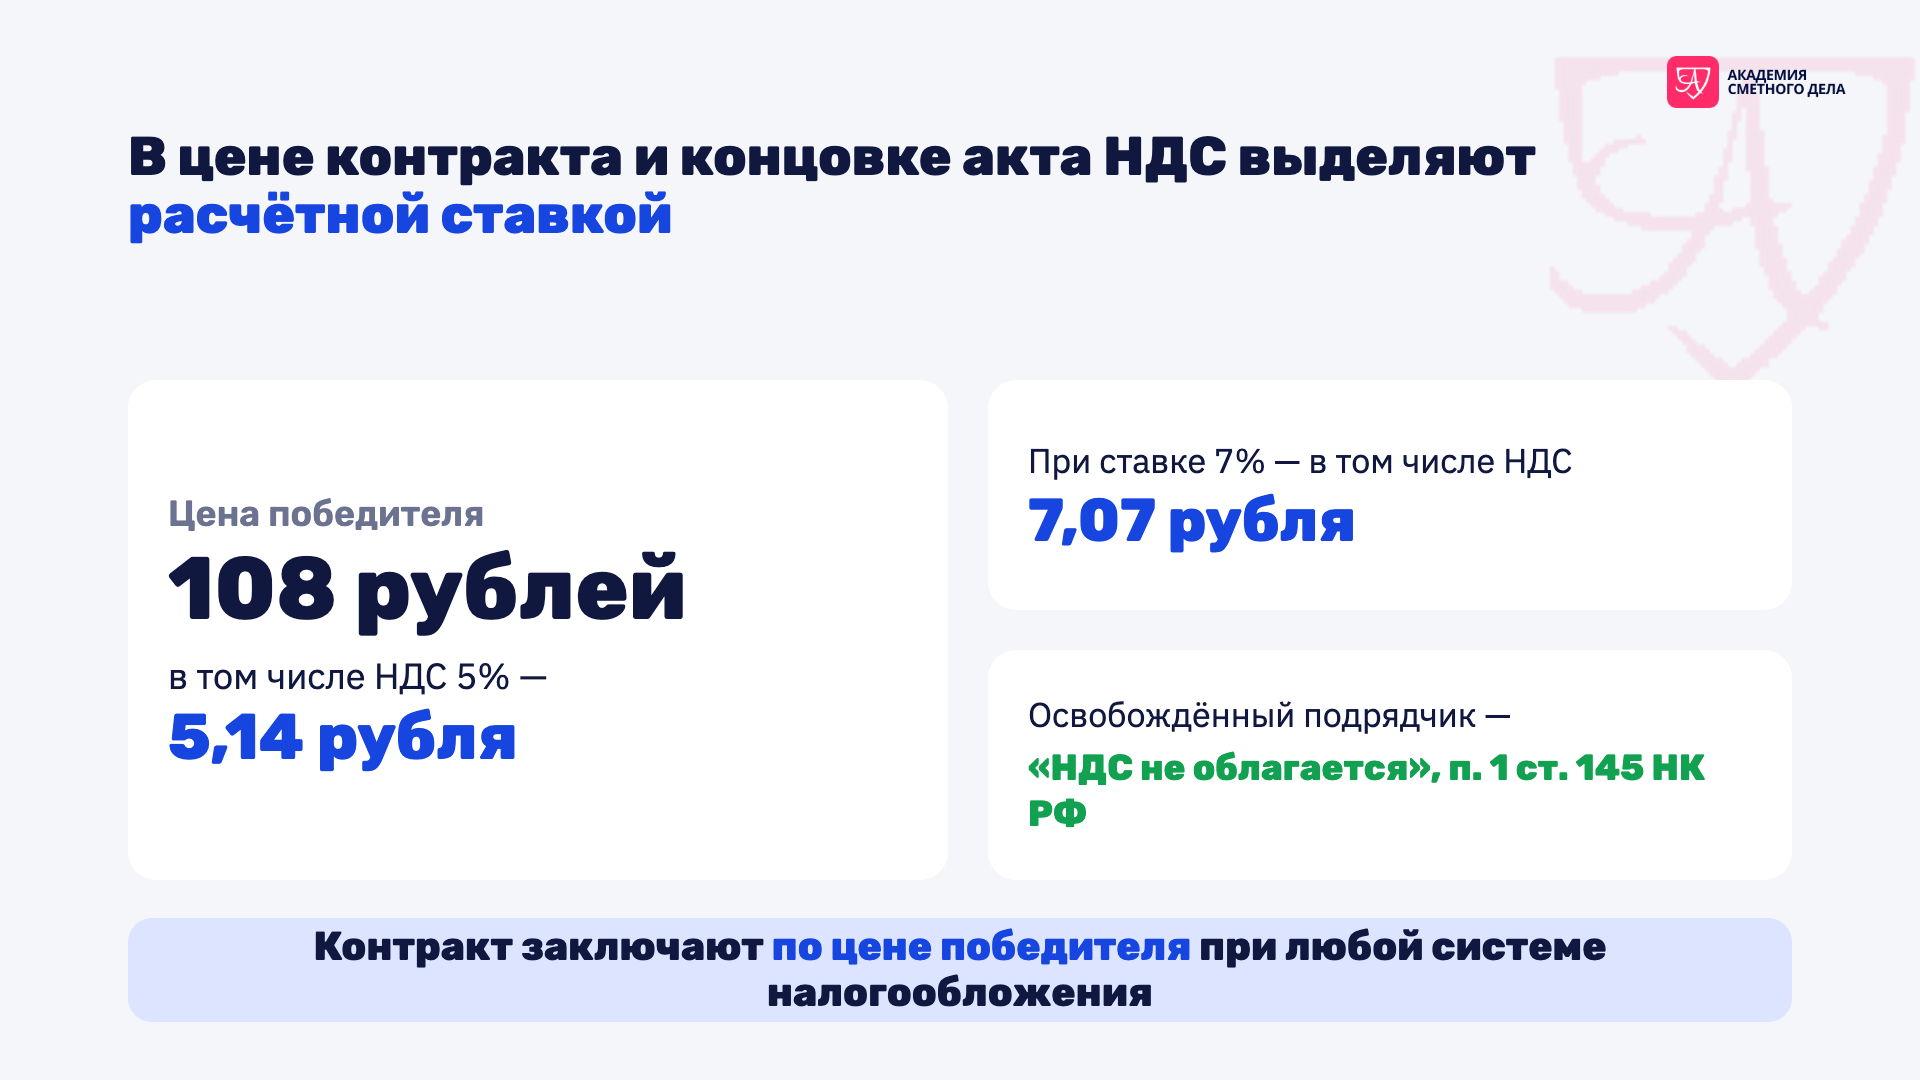 АКАДЕМИЯ
СМЕТНОГО ДЕЛА
В цене контракта и концовке акта НДС выделяют
расчётной ставкой
Цена победителя
108 рублей
в том числе НДС 5% —
5,14 рубля
При ставке 7% — в том числе НДС
7,07 рубля
Освобождённый подрядчик —
«НДС не облагается», п. 1 ст. 145 НК
РФ
Контракт заключают по цене победителя при любой системе
налогообложения